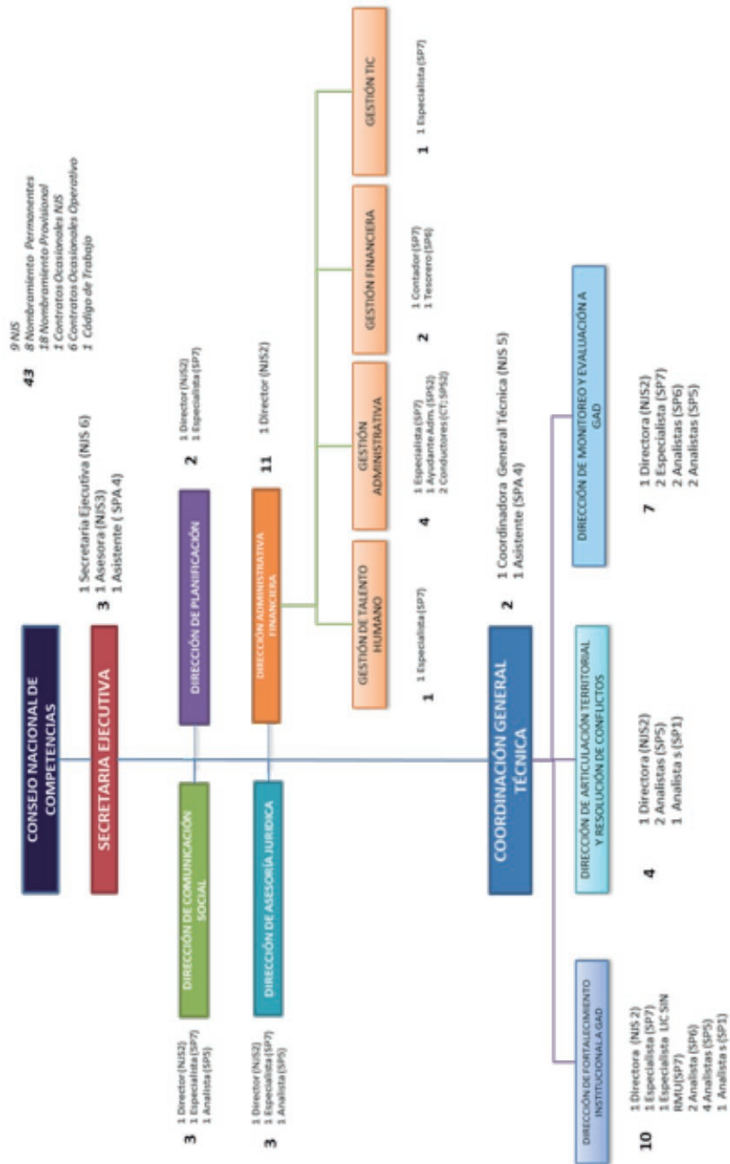 CONSEJO NACIONAL DE
COMPETENCIAS
43
9 NJS
8 Nombramiento Permanentes
18 Nombramiento Provisional
1 Contratos Ocasionales NJS
6 Contratos Ocasionales Operativo
1 Código de Trabajo
SECRETARIA EJECUTIVA
3
1 Secretaria Ejecutiva (NJS 6)
1 Asesora (NJS3)
1 Asistente ( SPA 4)
3
1 Director (NJS2)
1 Especialista (SP7)
1 Analista (SP5)
DIRECCIÓN DE COMUNICACIÓN
SOCIAL
DIRECCIÓN DE PLANIFICACIÓN
2
1 Director (NJS2)
1 Especialista (SP7)
3
1 Director (NJS2)
1 Especialista (SP7)
1 Analista (SP5)
DIRECCIÓN DE ASESORÍA JURIDICA
DIRECCIÓN ADMINISTRATIVA
FINANCIERA
11
1 Director (NJS2)
GESTIÓN DE TALENTO
HUMANO
1
1 Especialista (SP7)
GESTIÓN
ADMINISTRATIVA
4
1 Especialista (SP7)
1 Ayudante Adm. (SPS2)
2 Conductores (CT; SPS2)
GESTIÓN FINANCIERA
2
1 Contador (SP7)
1 Tesorero (SP6)
GESTIÓN TIC
1
1 Especialista (SP7)
COORDINACIÓN GENERAL
TÉCNICA
2
1 Coordinadora General Técnica (NJS 5)
1 Asistente (SPA 4)
DIRECCIÓN DE FORTALECIMIENTO
INSTITUCIONAL A GAD
10
1 Directora (NJS 2)
1 Especialista (SP7)
1 Especialista LIC SIN
RMU(SP7)
2 Analista (SP6)
4 Analistas (SP5)
1 Analista s (SP1)
DIRECCIÓN DE ARTICULACIÓN TERRITORIAL
Y RESOLUCIÓN DE CONFLICTOS
4
1 Directora (NJS2)
2 Analistas (SP5)
1 Analista s (SP1)
DIRECCIÓN DE MONITOREO Y EVALUACIÓN A
GAD
7
1 Directora (NJS2)
2 Especialista (SP7)
2 Analistas (SP6)
2 Analistas (SP5)